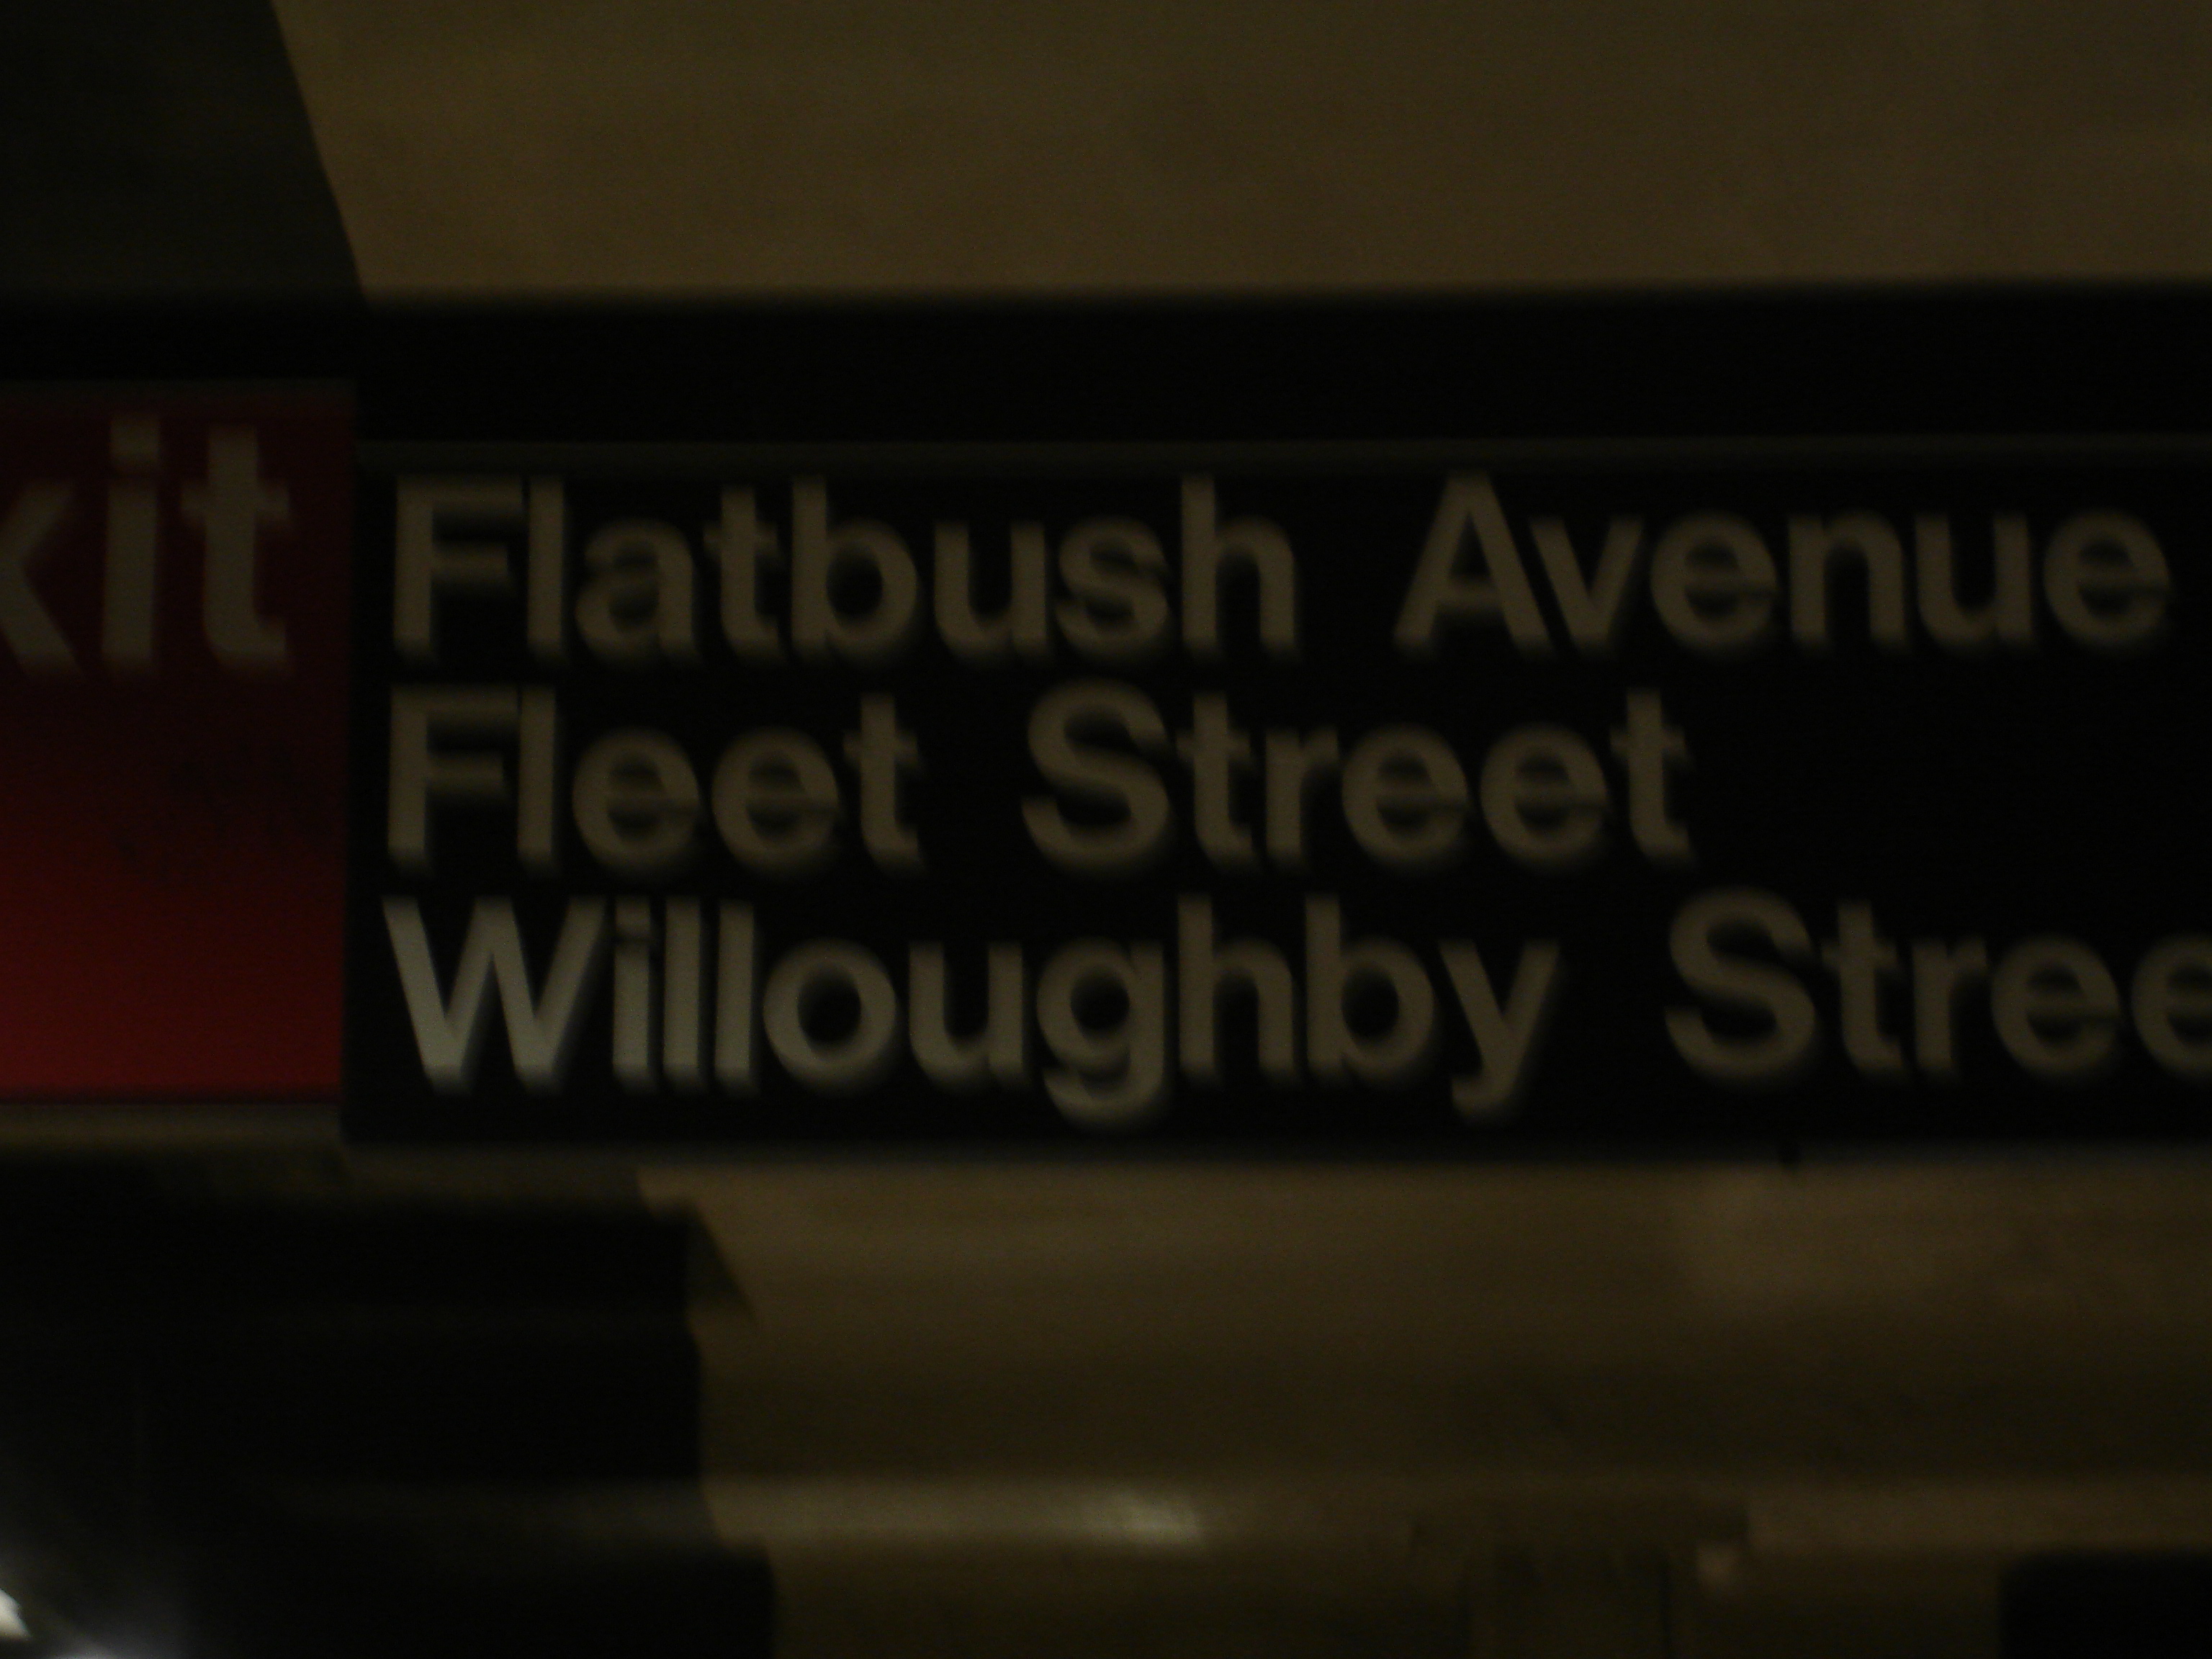 xit
Flatbush Avenue
Fleet Street
Willoughby Stree